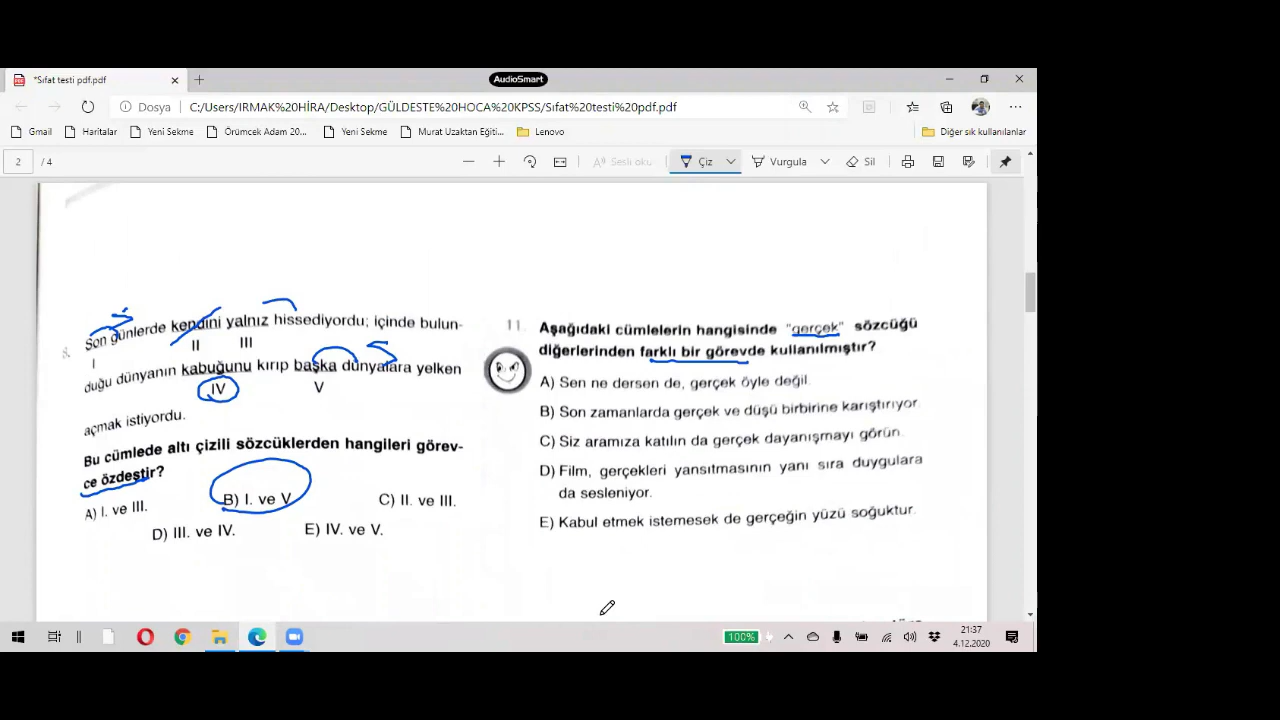 *Sıfat testi pdf.pdf
AudioSmart
Dosya C:/Users/IRMAK%20HİRA/Desktop/GÜLDESTE%20HOCA%20KPSS/Sıfat%20testi%20pdf.pdf
Gmail Haritalar Yeni Sekme Örümcek Adam 20... Yeni Sekme Murat Uzaktan Eğiti... Lenovo Diğer sık kullanılanlar
2 / 4 Sesli oku Çiz Vurgula Sil
8. Son günlerde kendini yalnız hissediyordu; içinde bulun-
I II III
duğu dünyanın kabuğunu kırıp başka dünyalara yelken
IV V
açmak istiyordu.
Bu cümlede altı çizili sözcüklerden hangileri görev-
ce özdeştir?
A) I. ve III. B) I. ve V C) II. ve III.
D) III. ve IV. E) IV. ve V.
11. Aşağıdaki cümlelerin hangisinde "gerçek" sözcüğü
diğerlerinden farklı bir görevde kullanılmıştır?
A) Sen ne dersen de, gerçek öyle değil.
B) Son zamanlarda gerçek ve düşü birbirine karıştırıyor.
C) Siz aramıza katılın da gerçek dayanışmayı görün.
D) Film, gerçekleri yansıtmasının yanı sıra duygulara
da sesleniyor.
E) Kabul etmek istemesek de gerçeğin yüzü soğuktur.
100% 21:37
4.12.2020